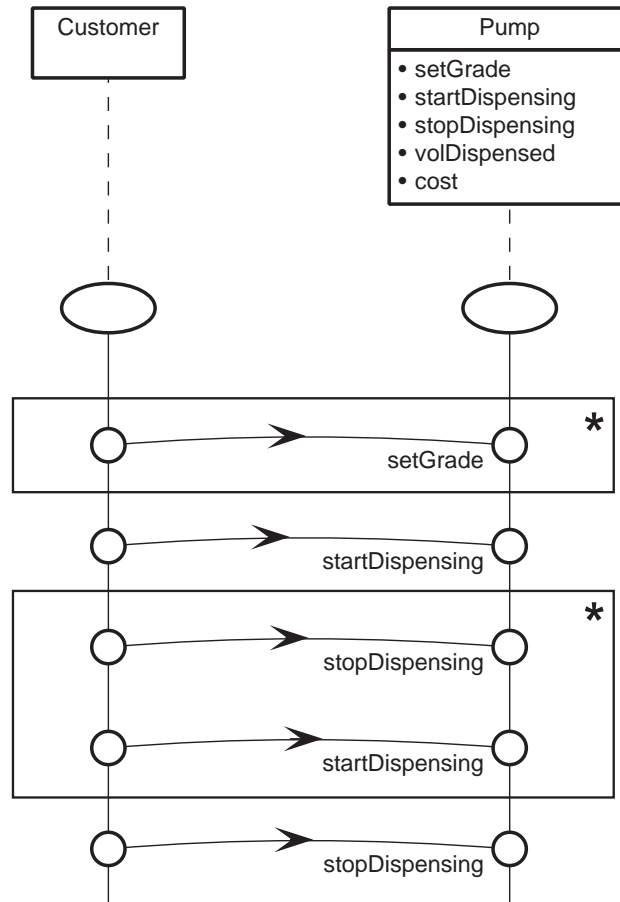 Customer
Pump
• setGrade
• startDispensing
• stopDispensing
• volDispensed
• cost
*
setGrade
startDispensing
*
stopDispensing
startDispensing
stopDispensing